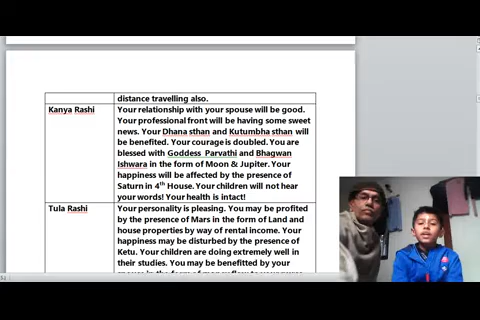 distance travelling also.
Kanya Rashi
Your relationship with your spouse will be good.
Your professional front will be having some sweet
news. Your Dhana sthan and Kutumbha sthan will
be benefited. Your courage is doubled. You are
blessed with Goddess Parvathi and Bhagwan
Ishwara in the form of Moon & Jupiter. Your
happiness will be affected by the presence of
Saturn in 4th House. Your children will not hear
your words! Your health is intact!
Tula Rashi
Your personality is pleasing. You may be profited
by the presence of Mars in the form of Land and
house properties by way of rental income. Your
happiness may be disturbed by the presence of
Ketu. Your children are doing extremely well in
their studies. You may be benefitted by your